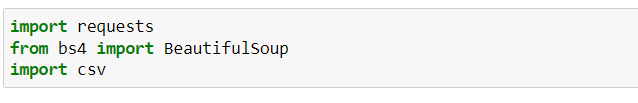 import requests
from bs4 import BeautifulSoup
import csv